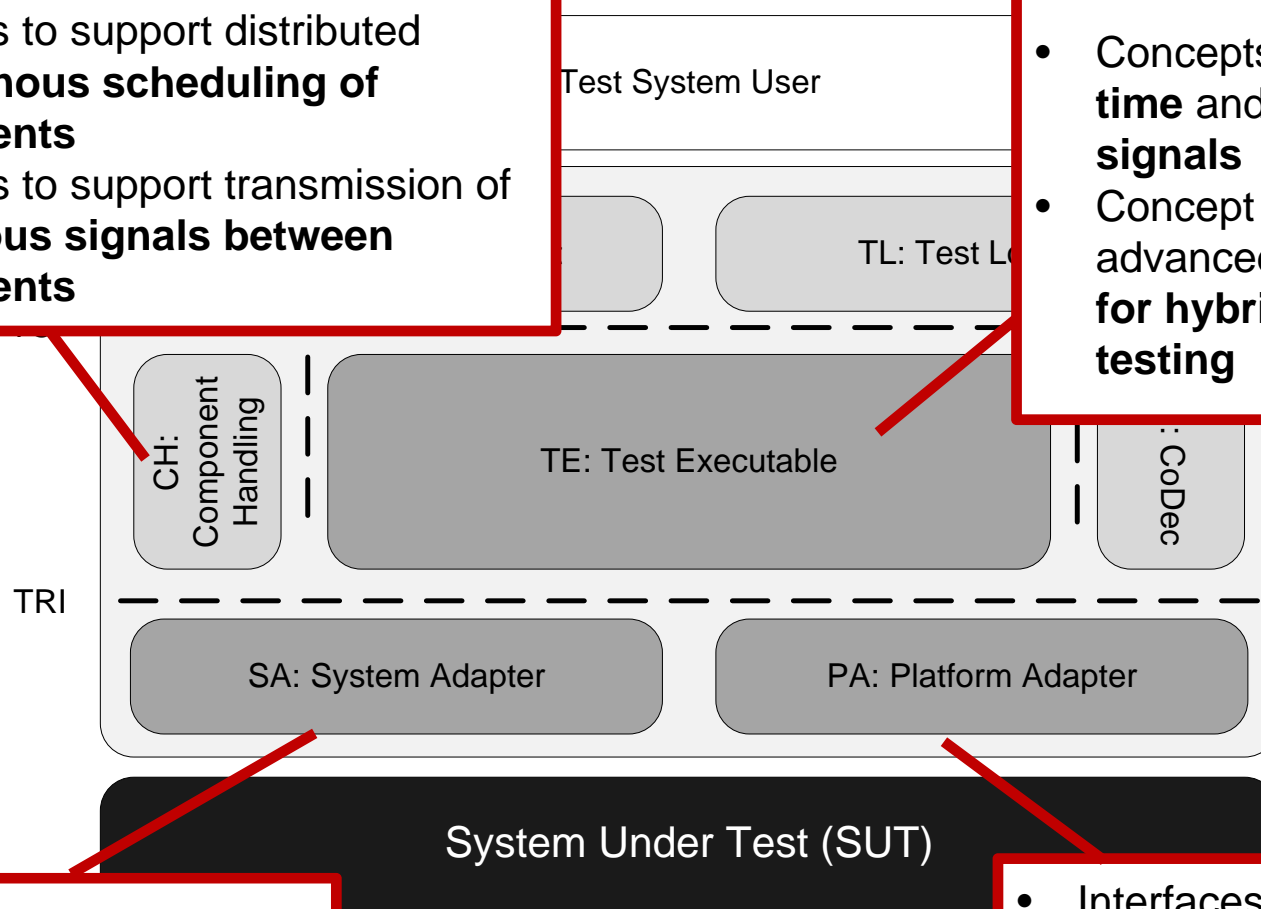 s to support distributed
nous scheduling of
ents
s to support transmission of
ous signals between
ents
Test System User
• Concepts
time and
signals
• Concept
advanced
for hybri
testing
TL: Test Lo
CH:
Component
Handling
TE: Test Executable
: CoDec
TRI
SA: System Adapter
PA: Platform Adapter
System Under Test (SUT)
• Interfaces